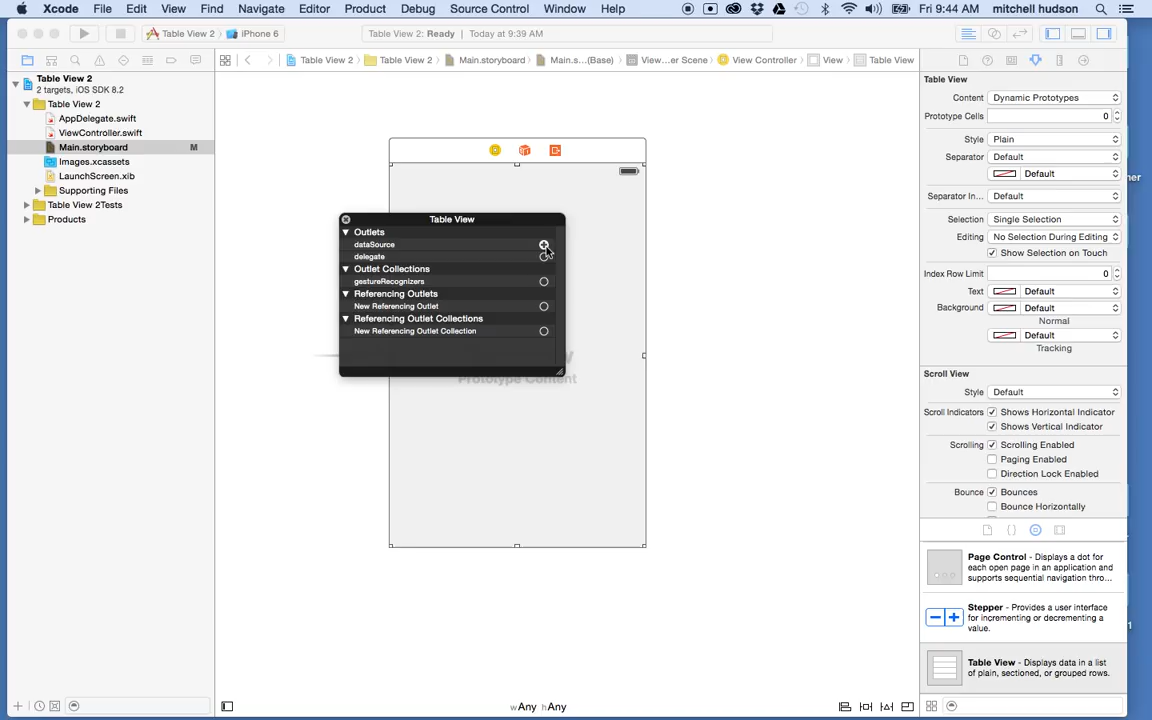 Xcode File Edit View Find Navigate Editor Product Debug Source Control Window Help Fri 9:44 AM mitchell hudson
Table View 2 iPhone 6 Table View 2: Ready Today at 9:39 AM
Table View 2 Table View 2 Main.storyboard Main.s...(Base) View...er Scene View Controller View Table View
Table View 2
2 targets, iOS SDK 8.2
Table View 2
AppDelegate.swift
ViewController.swift
Main.storyboard M
Images.xcassets
LaunchScreen.xib
Supporting Files
Table View 2Tests
Products
Table View
Outlets
dataSource
delegate
Outlet Collections
gestureRecognizers
Referencing Outlets
New Referencing Outlet
Referencing Outlet Collections
New Referencing Outlet Collection
Prototype Content
wAny hAny
Table View
Content Dynamic Prototypes
Prototype Cells 0
Style Plain
Separator Default
Default
Separator In... Default
Selection Single Selection
Editing No Selection During Editing
Show Selection on Touch
Index Row Limit 0
Text Default
Background Default
Normal
Default
Tracking
Scroll View
Style Default
Scroll Indicators Shows Horizontal Indicator
Shows Vertical Indicator
Scrolling Scrolling Enabled
Paging Enabled
Direction Lock Enabled
Bounce Bounces
Bounce Horizontally
Page Control - Displays a dot for
each open page in an application and
supports sequential navigation thro...
Stepper - Provides a user interface
for incrementing or decrementing a
value.
Table View - Displays data in a list
of plain, sectioned, or grouped rows.